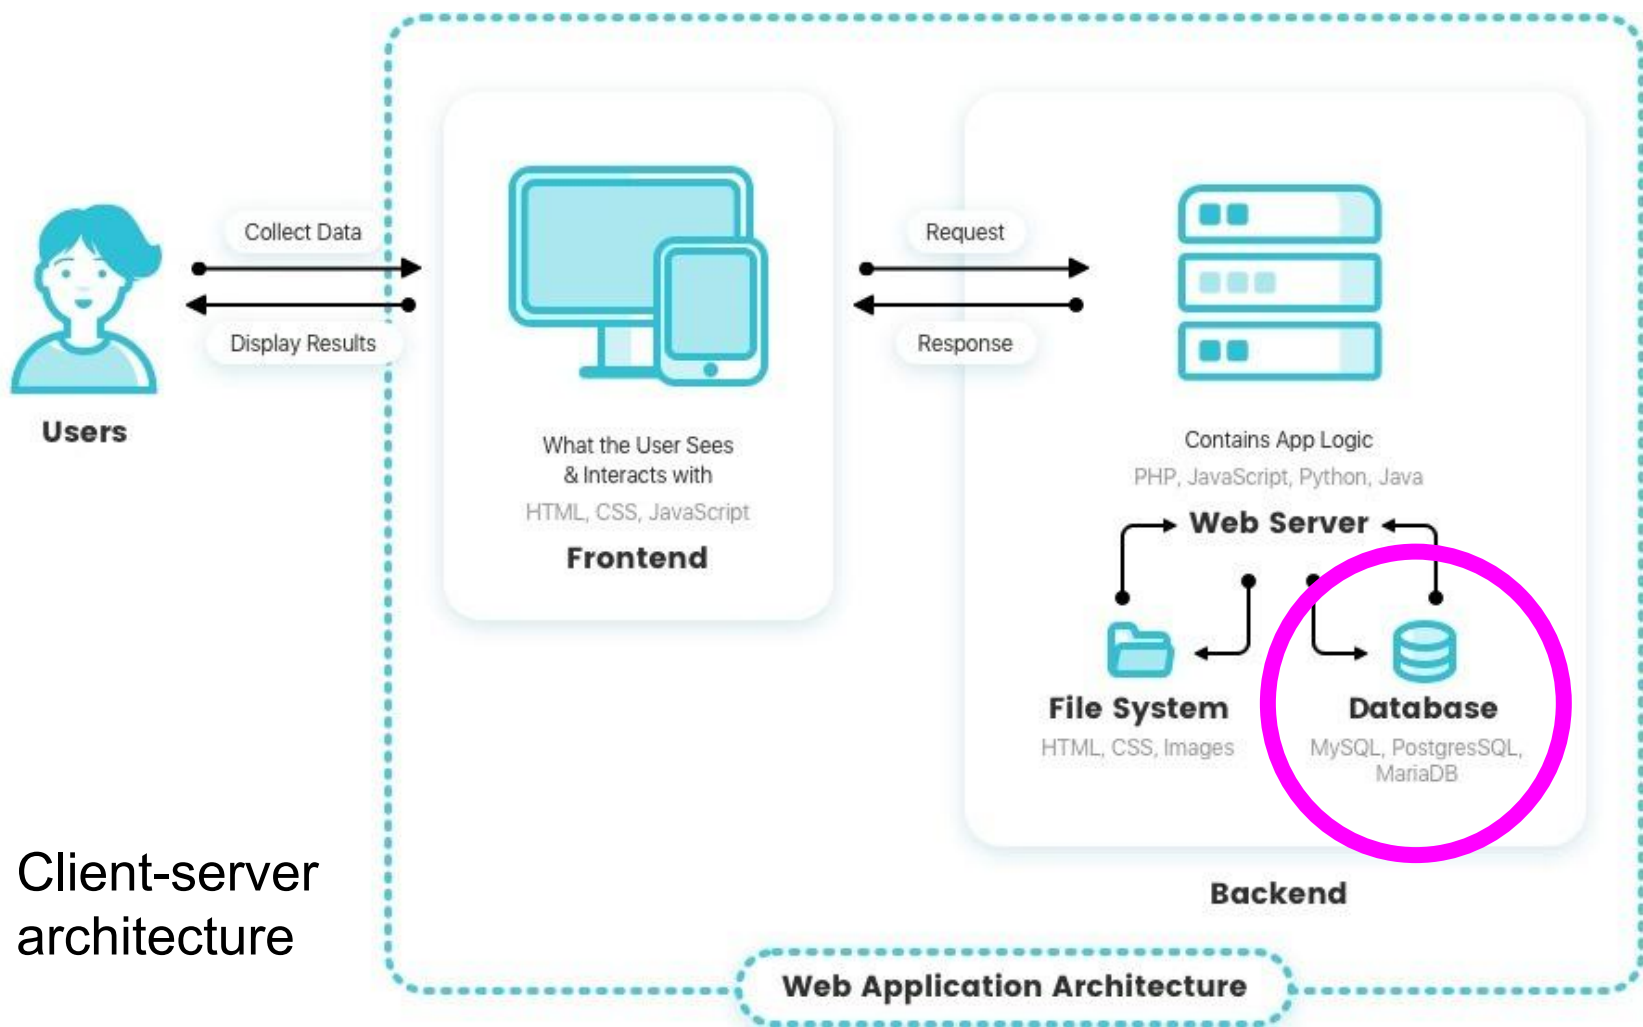 Collect Data
Display Results
Users
What the User Sees
& Interacts with
HTML, CSS, JavaScript
Frontend
Request
Response
Contains App Logic
PHP, JavaScript, Python, Java
Web Server
File System
HTML, CSS, Images
Database
MySQL, PostgresSQL,
MariaDB
Backend
Client-server
architecture
Web Application Architecture